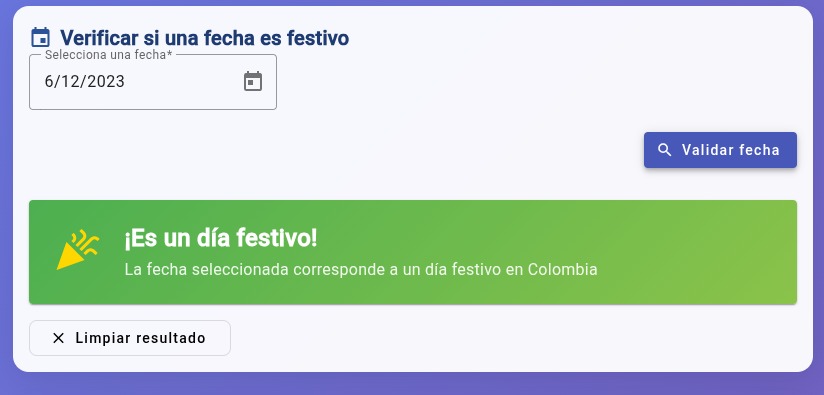 Verificar si una fecha es festivo
Selecciona una fecha*
6/12/2023
Validar fecha
¡Es un día festivo!
La fecha seleccionada corresponde a un día festivo en Colombia
Limpiar resultado